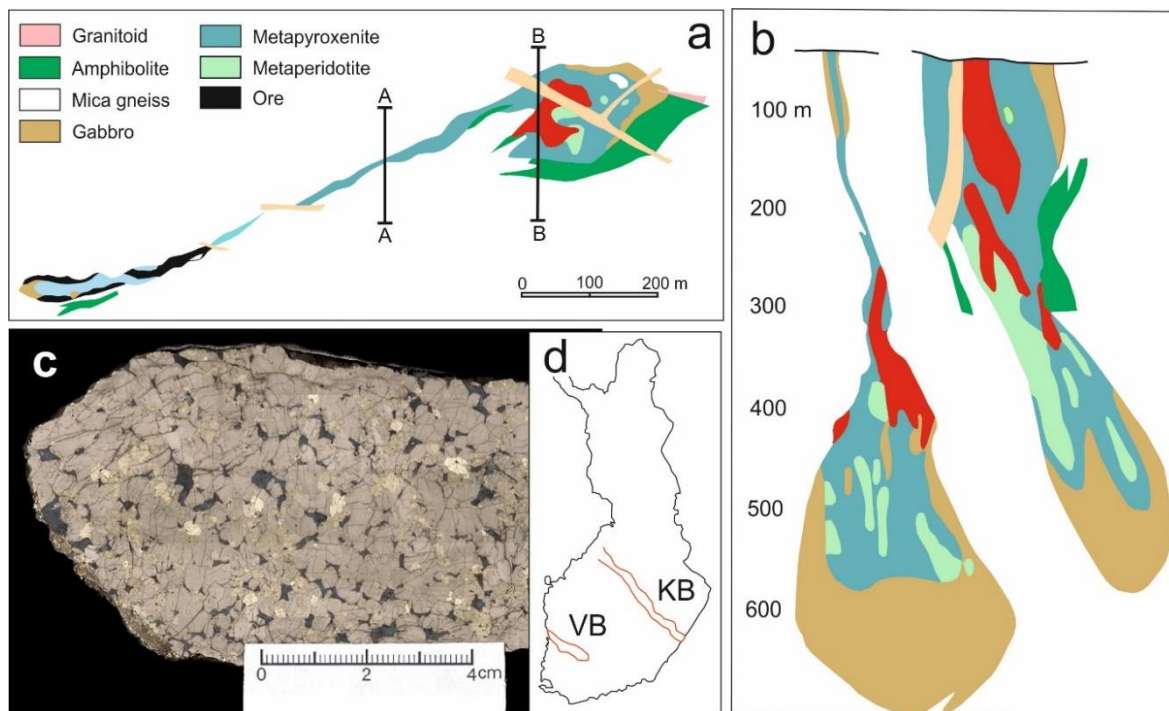 a
Granitoid
Metapyroxenite
Amphibolite
Metaperidotite
Mica gneiss
Ore
Gabbro
A
A
B
B
0 100 200 m
b
100 m
200
300
400
500
600
c
0 2 4cm
d
KB
VB